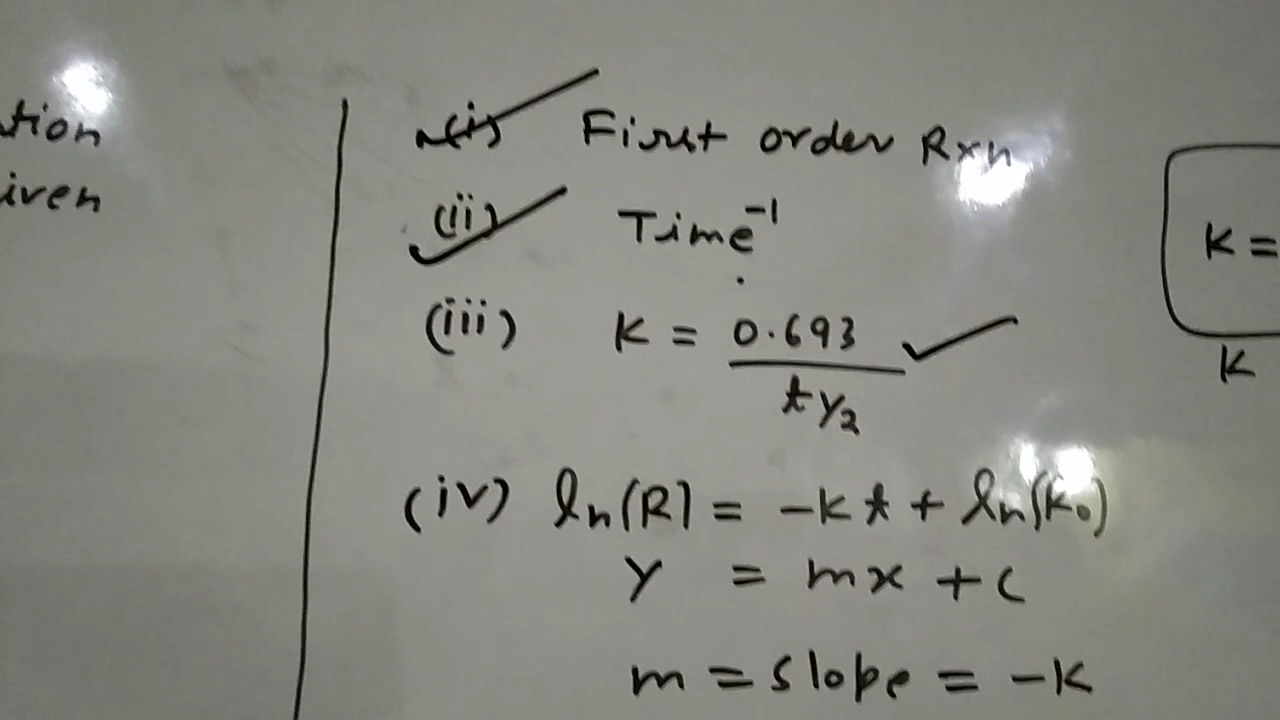 tion
iven
(i) First order Rxn
(ii) Time⁻¹
(iii) K = 0.693 / t½
(iv) ln(R) = -kt + ln(k₀)
y = mx + c
m = slope = -K
K =
K